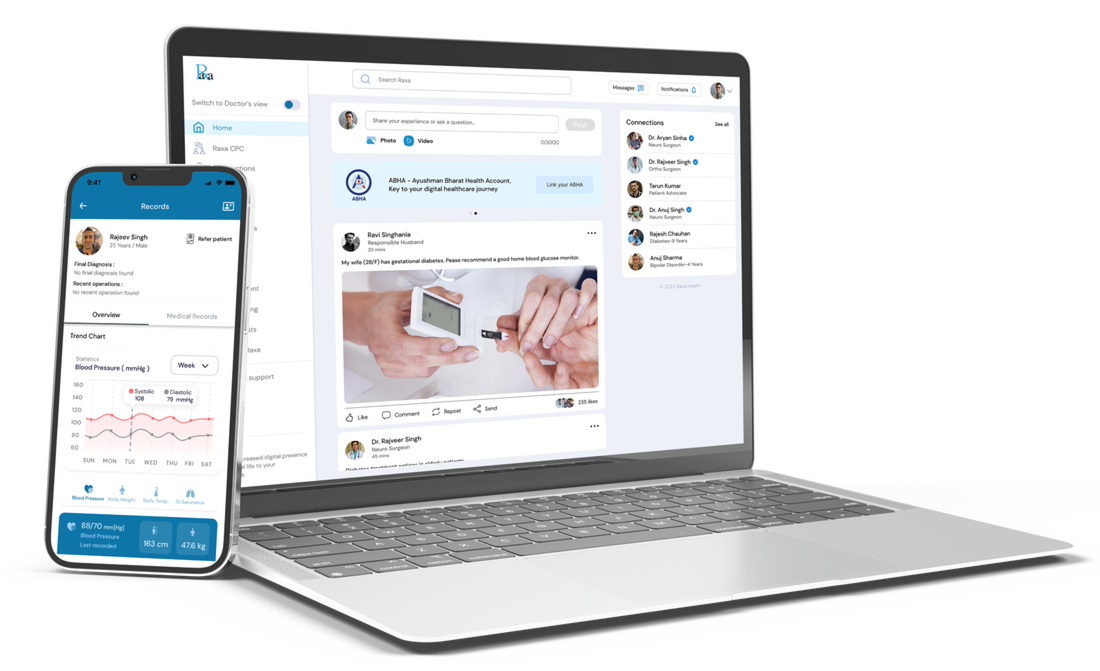 Raxa
Search Raxa
Messages
Notifications
Switch to Doctor's view
Home
Raxa CPC
Share your experience or ask a question...
Post
Photo
Video
0/3000
ABHA
ABHA - Ayushman Bharat Health Account,
Key to your digital healthcare journey
Link your ABHA
Ravi Singhania
Responsible Husband
20 mins
My wife (28/F) has gestational diabetes. Pease recommend a good home blood glucose monitor.
Like
Comment
Repost
Send
235 likes
Dr. Rajveer Singh
Neuro Surgeon
45 mins
Diabetes treatment options in elderly patients
Connections
See all
Dr. Aryan Sinha
Neuro Surgeon
Dr. Rajveer Singh
Ortho Surgeon
Tarun Kumar
Patient Advocate
Dr. Anuj Singh
Neuro Surgeon
Rajesh Chauhan
Diabetes-9 Years
Anuj Sharma
Bipolar Disorder-4 Years
support
9:41
Records
Rajeev Singh
25 Years / Male
Refer patient
Final Diagnosis :
No final diagnosis found
Recent operations :
No recent operation found
Overview
Medical Records
Trend Chart
Statistics
Blood Pressure ( mmHg )
Week
160
140
120
100
80
60
Systolic
108
Diastolic
79 mmHg
SUN MON TUE WED THU FRI SAT
Blood Pressure
Body Weight
Body Temp.
88/70 mm[Hg]
Blood Pressure
Last recorded
163 cm
47.6 kg